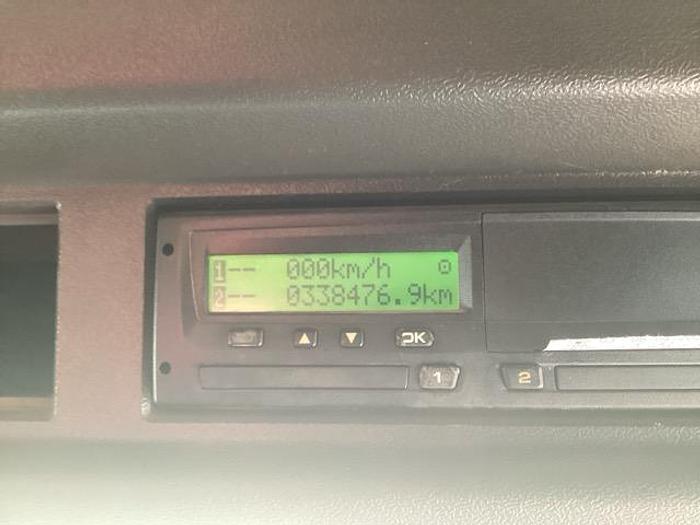 1-- 000km/h
2-- 0338476.9km
▲ ▼ OK
1 2